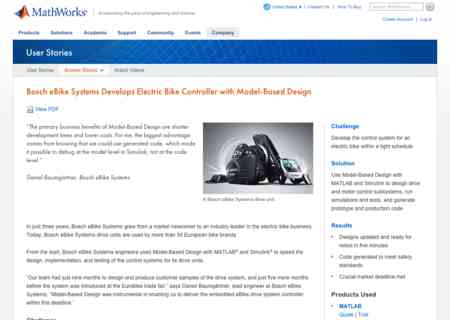 MathWorks
Accelerating the pace of engineering and science
United States | Contact Us | How To Buy
Create Account | Log In
Products Solutions Academia Support Community Events Company
User Stories
User Stories Browse Stories Watch Videos
Bosch eBike Systems Develops Electric Bike Controller with Model-Based Design
View PDF
"The primary business benefits of Model-Based Design are shorter
development times and lower costs. For me, the biggest advantage
comes from knowing that we could use generated code, which made
it possible to debug at the model level in Simulink, not at the code
level."
Daniel Baumgärtner, Bosch eBike Systems
A Bosch eBike Systems drive unit.
In just three years, Bosch eBike Systems grew from a market newcomer to an industry leader in the electric bike business.
Today, Bosch eBike Systems drive units are used by more than 50 European bike brands.
From the start, Bosch eBike Systems engineers used Model-Based Design with MATLAB® and Simulink® to speed the
design, implementation, and testing of the control systems for its drive units.
"Our team had just nine months to design and produce customer samples of the drive system, and just five more months
before the system was introduced at the Eurobike trade fair," says Daniel Baumgärtner, lead engineer at Bosch eBike
Systems. "Model-Based Design was instrumental in enabling us to deliver the embedded eBike drive system controller
within this deadline."
Challenge
Challenge
Develop the control system for an
electric bike within a tight schedule
Solution
Use Model-Based Design with
MATLAB and Simulink to design drive
and motor control subsystems, run
simulations and tests, and generate
prototype and production code
Results
Designs updated and ready for
retest in five minutes
Code generated to meet safety
standards
Crucial market deadline met
Products Used
MATLAB
Guide | Trial